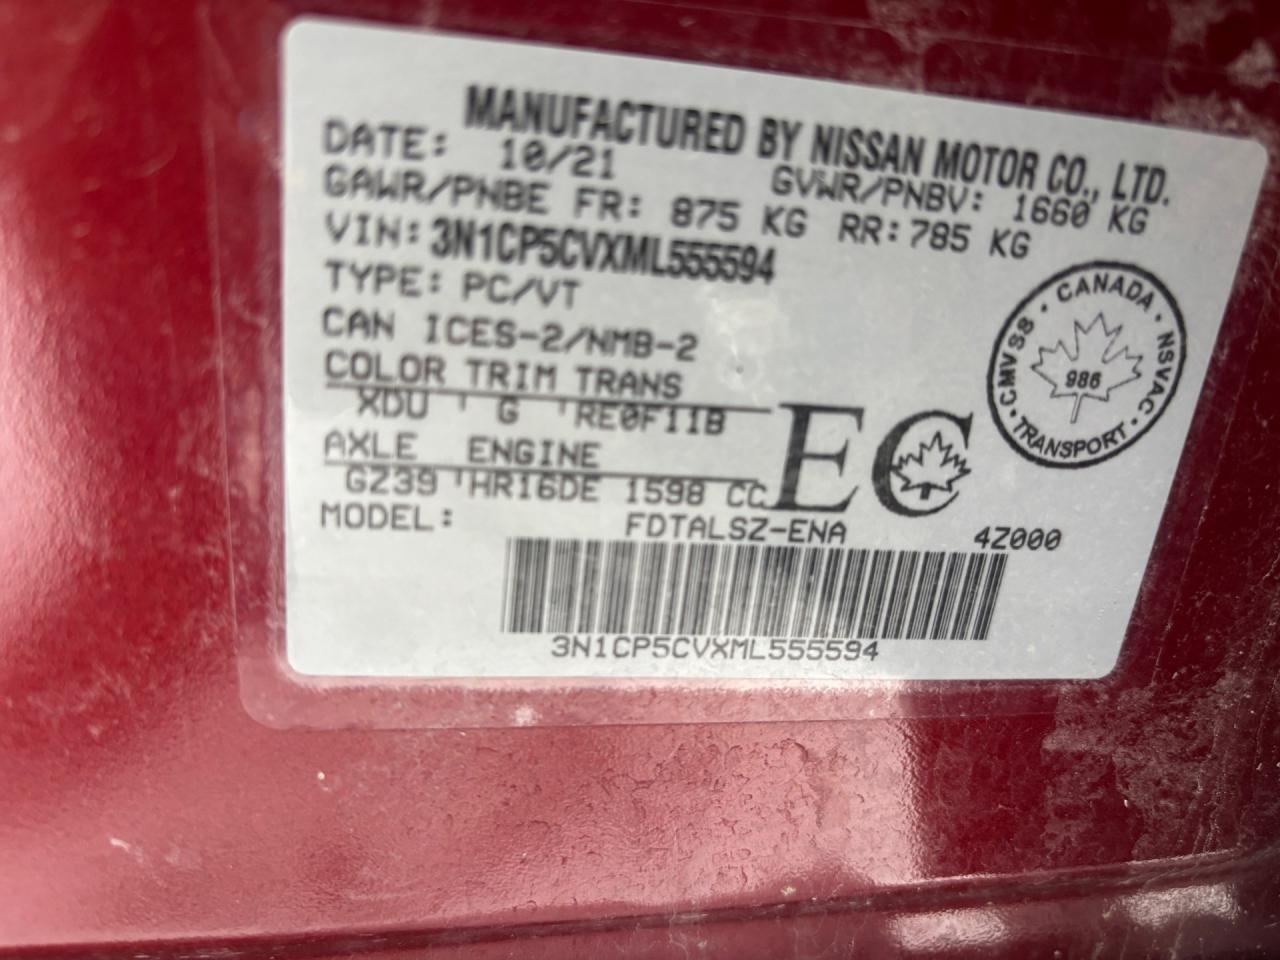 MANUFACTURED BY NISSAN MOTOR CO., LTD.
DATE: 10/21 GVWR/PNBV: 1660 KG
GAWR/PNBE FR: 875 KG RR: 785 KG
VIN: 3N1CP5CVXML555594
TYPE: PC/VT
CAN ICES-2/NMB-2
COLOR TRIM TRANS
XDU ' G 'RE0F11B
AXLE ENGINE
GZ39 'HR16DE 1598 CC
EC
MODEL: FDTALSZ-ENA 4Z000
3N1CP5CVXML555594
CANADA · NSVAC · TRANSPORT · CMVSS ·
986